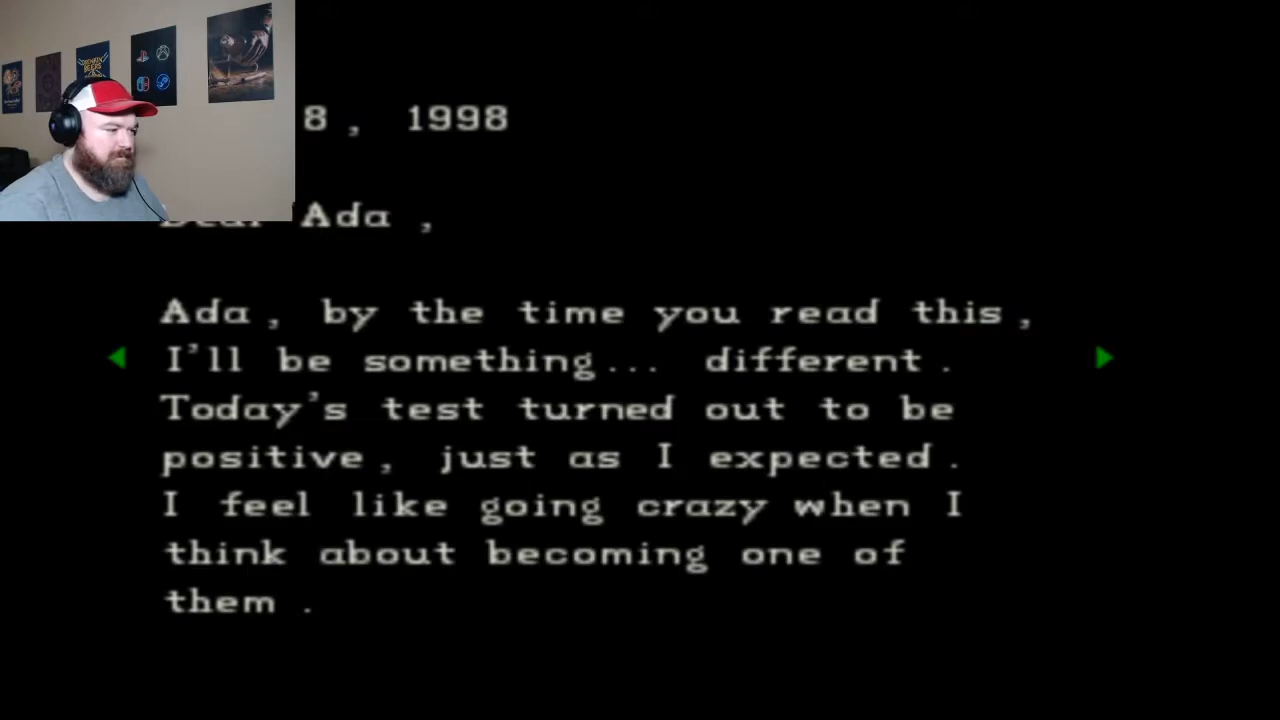 8, 1998
Dear Ada,
Ada, by the time you read this,
I'll be something... different.
Today's test turned out to be
positive, just as I expected.
I feel like going crazy when I
think about becoming one of
them.